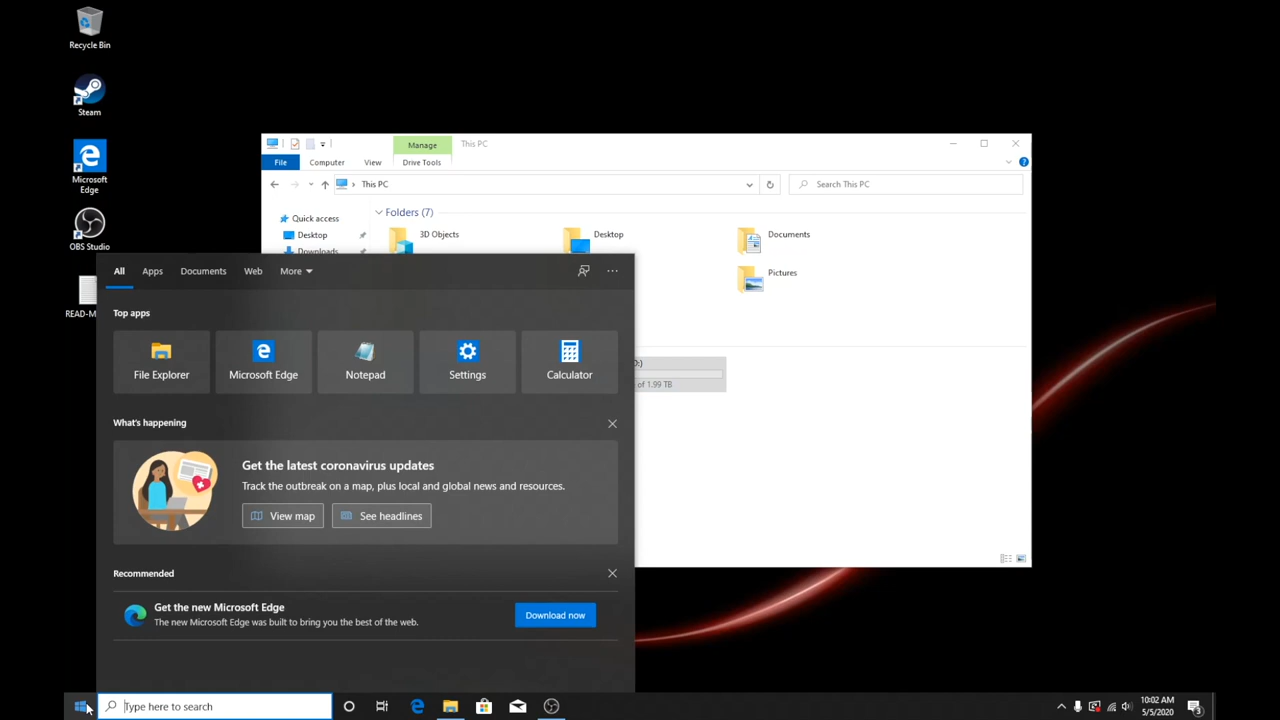 Recycle Bin
Steam
Microsoft
Edge
OBS Studio
READ-M
Manage
This PC
File
Computer
View
Drive Tools
This PC
Search This PC
Quick access
Desktop
Downloads
Folders (7)
3D Objects
Desktop
Documents
Pictures
of 1.99 TB
All
Apps
Documents
Web
More
Top apps
File Explorer
Microsoft Edge
Notepad
Settings
Calculator
What's happening
Get the latest coronavirus updates
Track the outbreak on a map, plus local and global news and resources.
View map
See headlines
Recommended
Get the new Microsoft Edge
The new Microsoft Edge was built to bring you the best of the web.
Download now
Type here to search
10:02 AM
5/5/2020
3